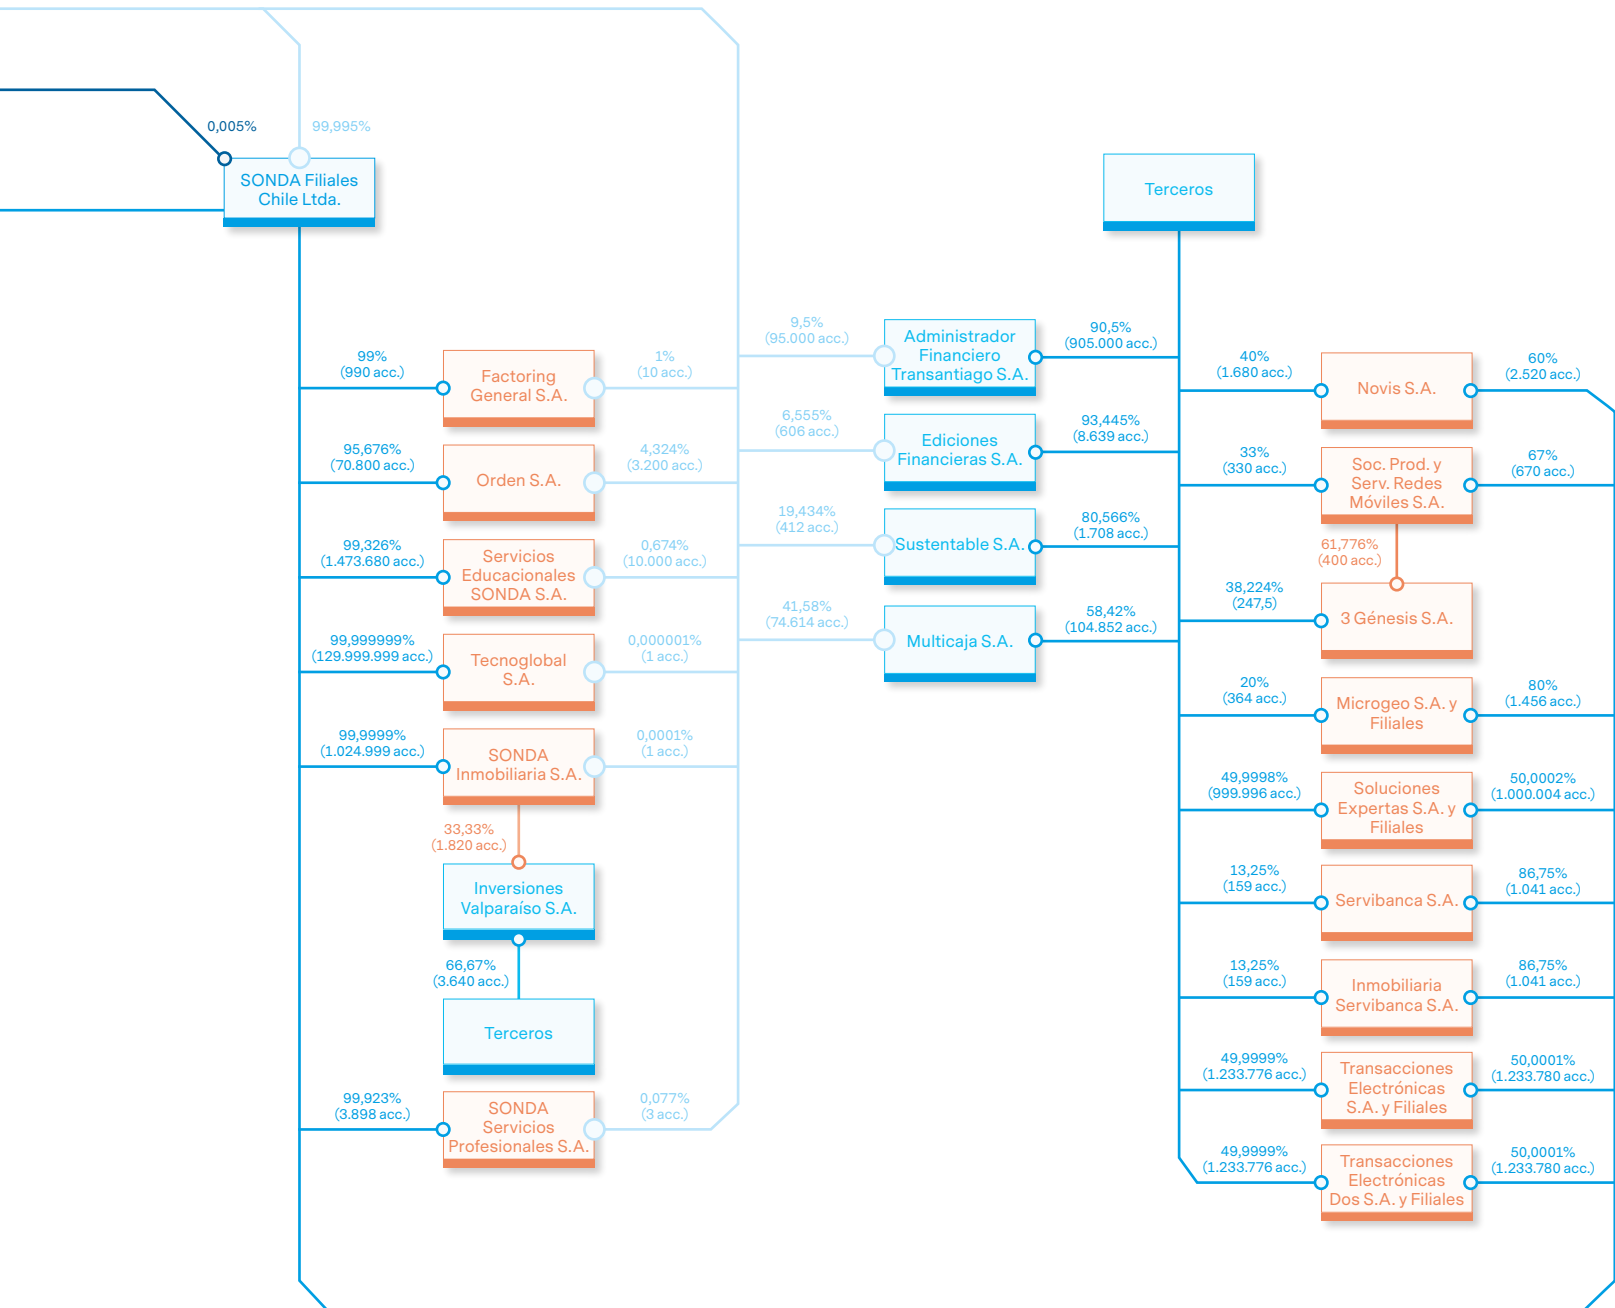 0,005%
99,995%
SONDA Filiales
Chile Ltda.
99%
(990 acc.)
Factoring
General S.A.
1%
(10 acc.)
95,676%
(70.800 acc.)
Orden S.A.
4,324%
(3.200 acc.)
99,326%
(1.473.680 acc.)
Servicios
Educacionales
SONDA S.A.
0,674%
(10.000 acc.)
99,999999%
(129.999.999 acc.)
Tecnoglobal
S.A.
0,000001%
(1 acc.)
99,9999%
(1.024.999 acc.)
SONDA
Inmobiliaria S.A.
0,0001%
(1 acc.)
33,33%
(1.820 acc.)
Inversiones
Valparaíso S.A.
66,67%
(3.640 acc.)
Terceros
99,923%
(3.898 acc.)
SONDA
Servicios
Profesionales S.A.
0,077%
(3 acc.)
9,5%
(95.000 acc.)
Administrador
Financiero
Transantiago S.A.
90,5%
(905.000 acc.)
6,555%
(606 acc.)
Ediciones
Financieras S.A.
93,445%
(8.639 acc.)
19,434%
(412 acc.)
Sustentable S.A.
80,566%
(1.708 acc.)
41,58%
(74.614 acc.)
Multicaja S.A.
58,42%
(104.852 acc.)
Terceros
40%
(1.680 acc.)
Novis S.A.
60%
(2.520 acc.)
33%
(330 acc.)
Soc. Prod. y
Serv. Redes
Móviles S.A.
67%
(670 acc.)
61,776%
(400 acc.)
38,224%
(247,5)
3 Génesis S.A.
20%
(364 acc.)
Microgeo S.A. y
Filiales
80%
(1.456 acc.)
49,9998%
(999.996 acc.)
Soluciones
Expertas S.A. y
Filiales
50,0002%
(1.000.004 acc.)
13,25%
(159 acc.)
Servibanca S.A.
86,75%
(1.041 acc.)
13,25%
(159 acc.)
Inmobiliaria
Servibanca S.A.
86,75%
(1.041 acc.)
49,9999%
(1.233.776 acc.)
Transacciones
Electrónicas
S.A. y Filiales
50,0001%
(1.233.780 acc.)
49,9999%
(1.233.776 acc.)
Transacciones
Electrónicas
Dos S.A. y Filiales
50,0001%
(1.233.780 acc.)